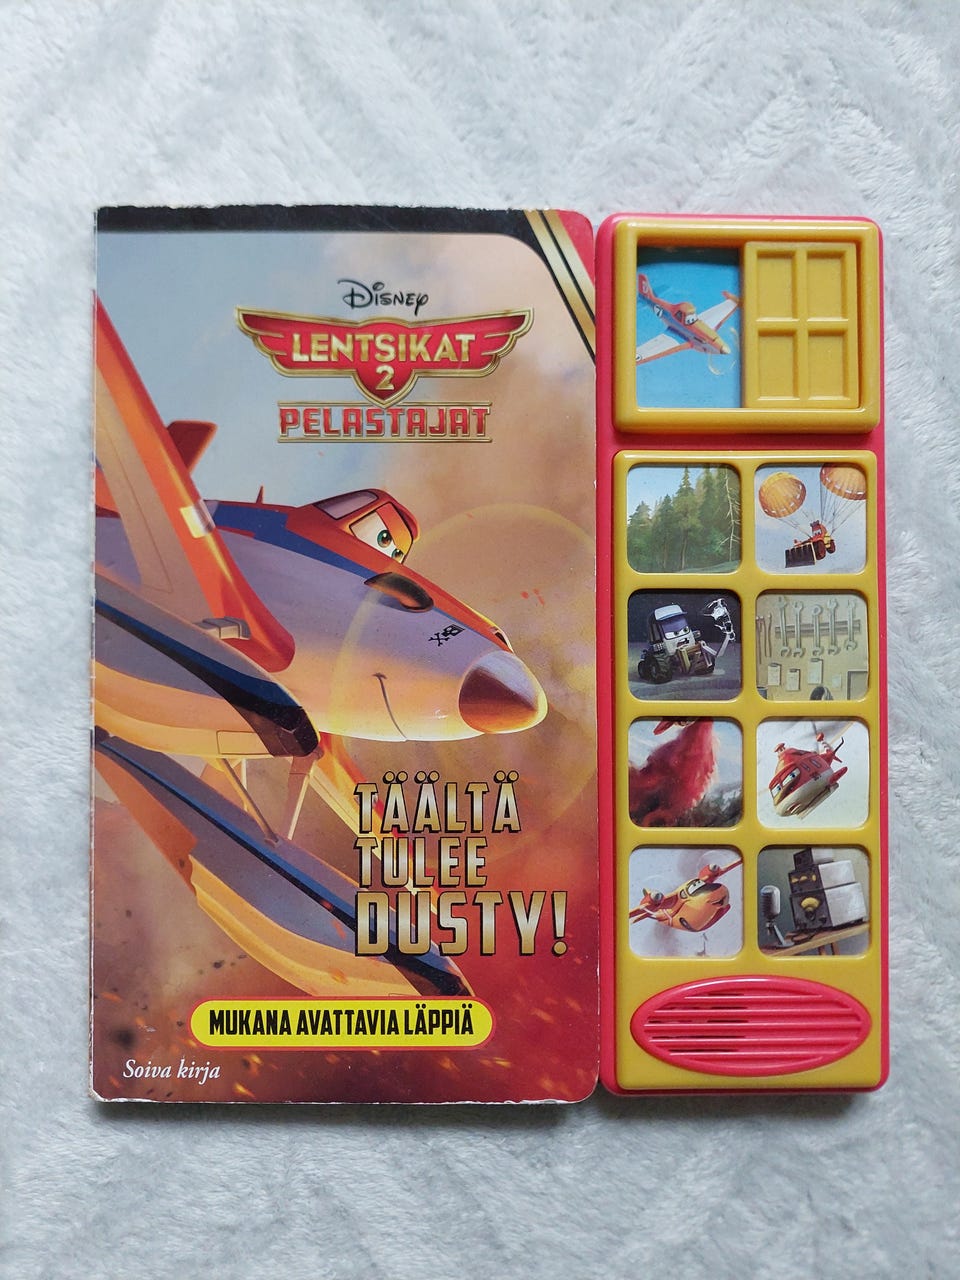 Disney
LENTSIKAT
2
PELASTAJAT
TÄÄLTÄ
TULEE
DUSTY!
MUKANA AVATTAVIA LÄPPIÄ
Soiva kirja